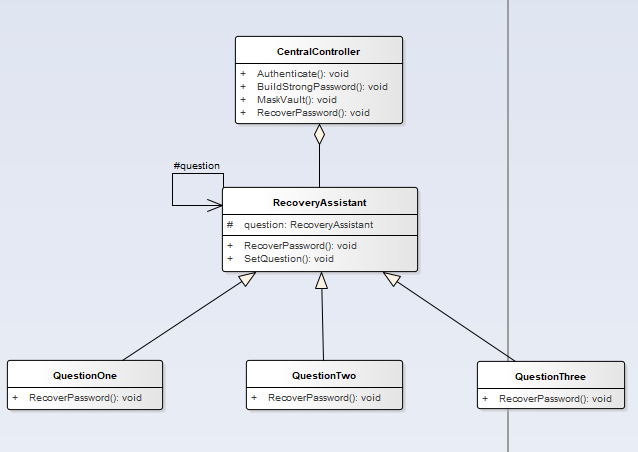 CentralController
+ Authenticate(): void
+ BuildStrongPassword(): void
+ MaskVault(): void
+ RecoverPassword(): void
#question
RecoveryAssistant
# question: RecoveryAssistant
+ RecoverPassword(): void
+ SetQuestion(): void
QuestionOne
+ RecoverPassword(): void
QuestionTwo
+ RecoverPassword(): void
QuestionThree
+ RecoverPassword(): void